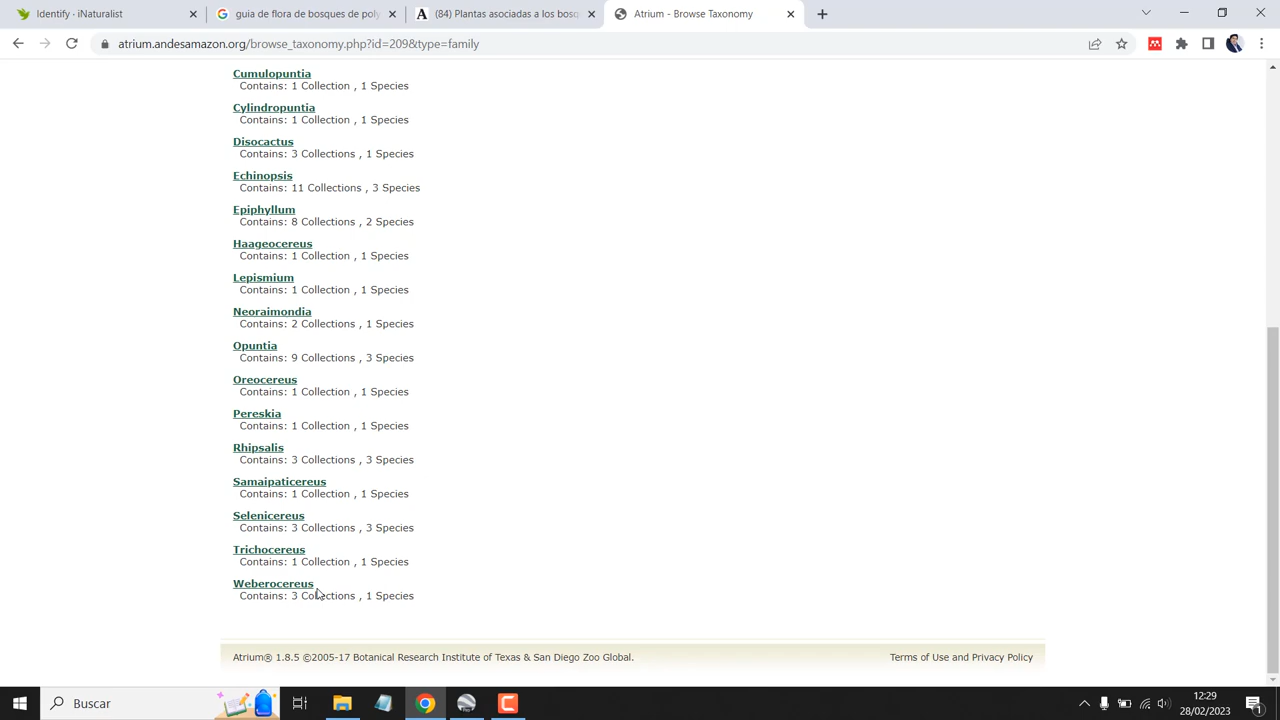 Identify · iNaturalist
guia de flora de bosques de poly
(84) Plantas asociadas a los bosq
Atrium - Browse Taxonomy
atrium.andesamazon.org/browse_taxonomy.php?id=209&type=family
Cumulopuntia
Contains: 1 Collection , 1 Species
Cylindropuntia
Contains: 1 Collection , 1 Species
Disocactus
Contains: 3 Collections , 1 Species
Echinopsis
Contains: 11 Collections , 3 Species
Epiphyllum
Contains: 8 Collections , 2 Species
Haageocereus
Contains: 1 Collection , 1 Species
Lepismium
Contains: 1 Collection , 1 Species
Neoraimondia
Contains: 2 Collections , 1 Species
Opuntia
Contains: 9 Collections , 3 Species
Oreocereus
Contains: 1 Collection , 1 Species
Pereskia
Contains: 1 Collection , 1 Species
Rhipsalis
Contains: 3 Collections , 3 Species
Samaipaticereus
Contains: 1 Collection , 1 Species
Selenicereus
Contains: 3 Collections , 3 Species
Trichocereus
Contains: 1 Collection , 1 Species
Weberocereus
Contains: 3 Collections , 1 Species
Atrium® 1.8.5 ©2005-17 Botanical Research Institute of Texas & San Diego Zoo Global.
Terms of Use and Privacy Policy
Buscar
12:29
28/02/2023